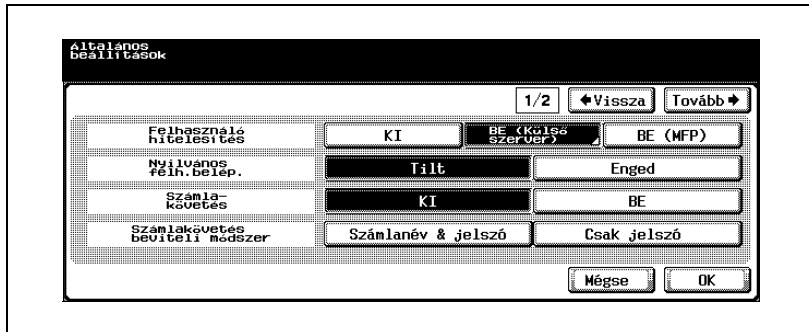 Általános
beállítások
1/2 Vissza Tovább
Felhasználó
hitelesítés
KI BE (Külső
szerver) BE (MFP)
Nyilvános
felh.belép.
Tilt Enged
Számla-
követés
KI BE
Számlakövetés
beviteli módszer
Számlanév & jelszó Csak jelszó
Mégse OK